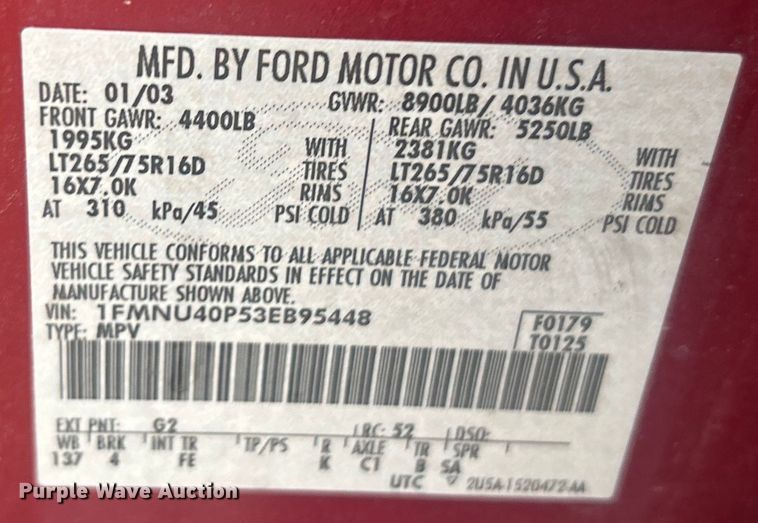 MFD. BY FORD MOTOR CO. IN U.S.A.
DATE: 01/03 GVWR: 8900LB/ 4036KG
FRONT GAWR: 4400LB REAR GAWR: 5250LB
1995KG WITH 2381KG WITH
LT265/75R16D TIRES LT265/75R16D TIRES
16X7.0K RIMS 16X7.0K RIMS
AT 310 kPa/45 PSI COLD AT 380 kPa/55 PSI COLD
THIS VEHICLE CONFORMS TO ALL APPLICABLE FEDERAL MOTOR
VEHICLE SAFETY STANDARDS IN EFFECT ON THE DATE OF
MANUFACTURE SHOWN ABOVE.
VIN: 1FMNU40P53EB95448 F0179
TYPE: MPV T0125
EXT PNT: G2 RC: 52 DSO:
WB BRK INT TR TP/PS R AXLE TR SPR
137 4 FE K C1 B SA
UTC 2U5A-1520472-AA
Purple Wave Auction